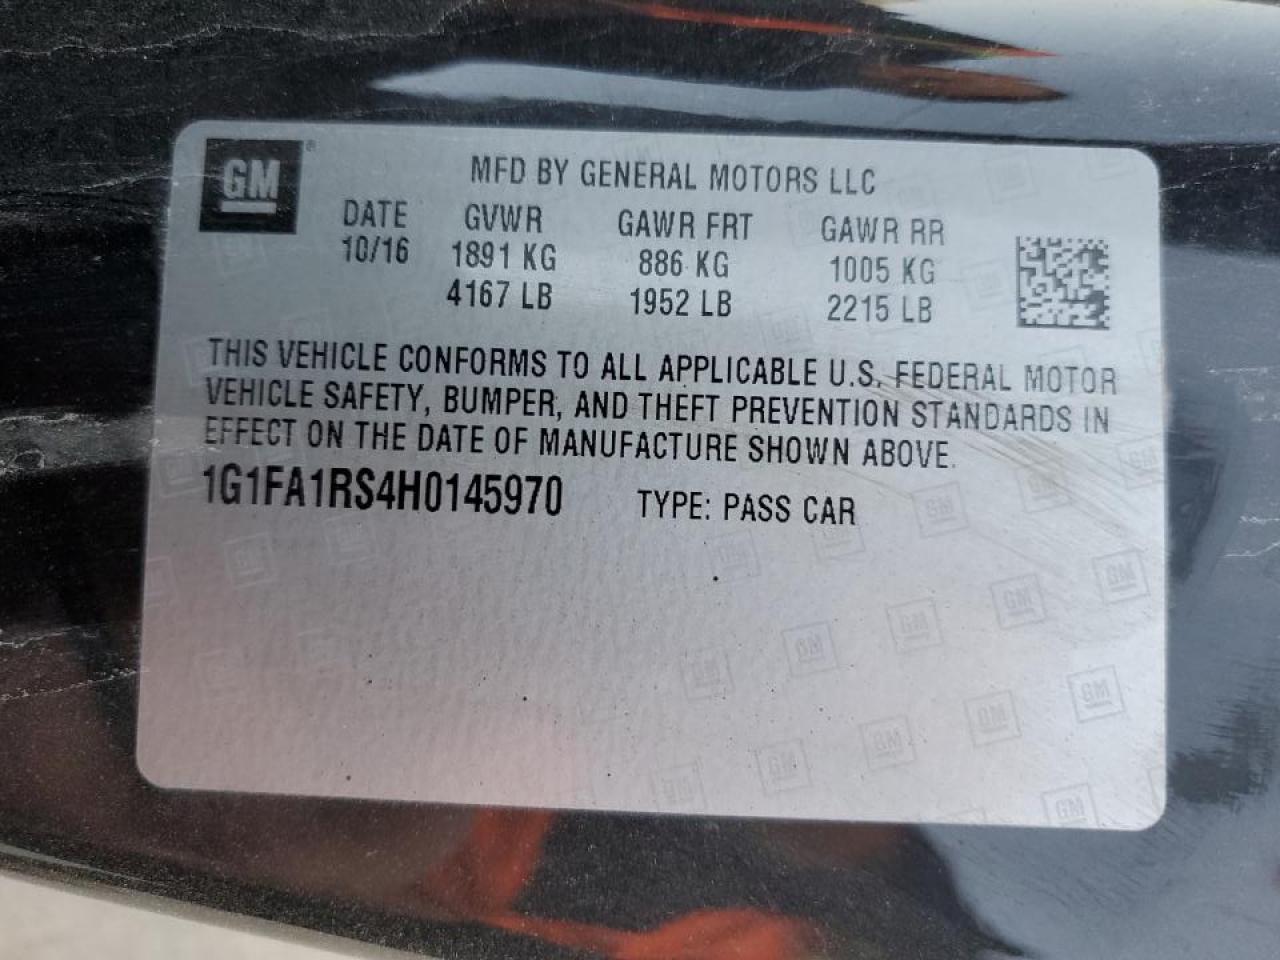 GM®
MFD BY GENERAL MOTORS LLC
DATE GVWR GAWR FRT GAWR RR
10/16 1891 KG 886 KG 1005 KG
4167 LB 1952 LB 2215 LB
THIS VEHICLE CONFORMS TO ALL APPLICABLE U.S. FEDERAL MOTOR
VEHICLE SAFETY, BUMPER, AND THEFT PREVENTION STANDARDS IN
EFFECT ON THE DATE OF MANUFACTURE SHOWN ABOVE.
1G1FA1RS4H0145970 TYPE: PASS CAR